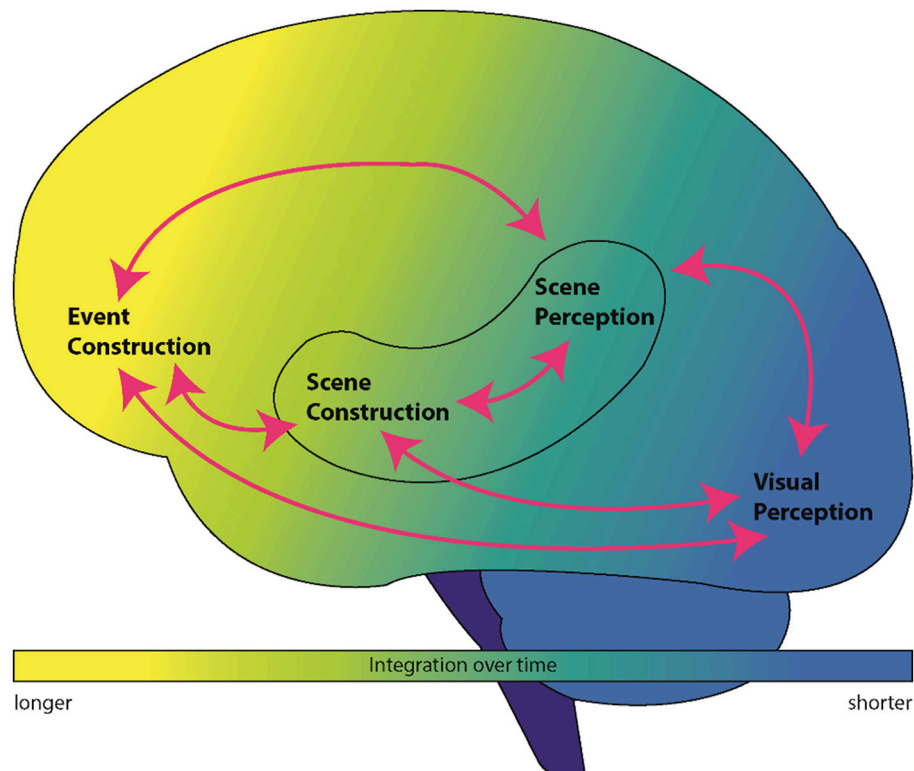 Scene
Perception
Event
Construction
Scene
Construction
Visual
Perception
Integration over time
longer
shorter